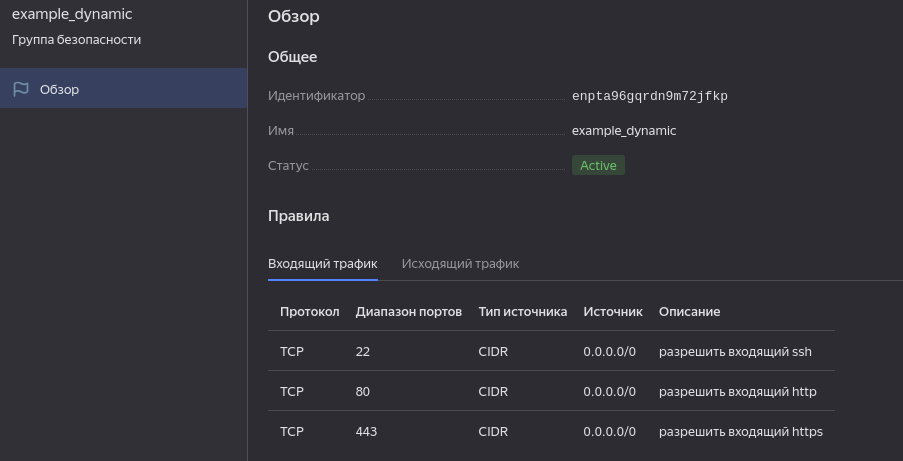 example_dynamic
Группа безопасности
Обзор
Обзор
Общее
Идентификатор enpta96gqrdn9m72jfkp
Имя example_dynamic
Статус Active
Правила
Входящий трафик Исходящий трафик
Протокол Диапазон портов Тип источника Источник Описание
TCP 22 CIDR 0.0.0.0/0 разрешить входящий ssh
TCP 80 CIDR 0.0.0.0/0 разрешить входящий http
TCP 443 CIDR 0.0.0.0/0 разрешить входящий https